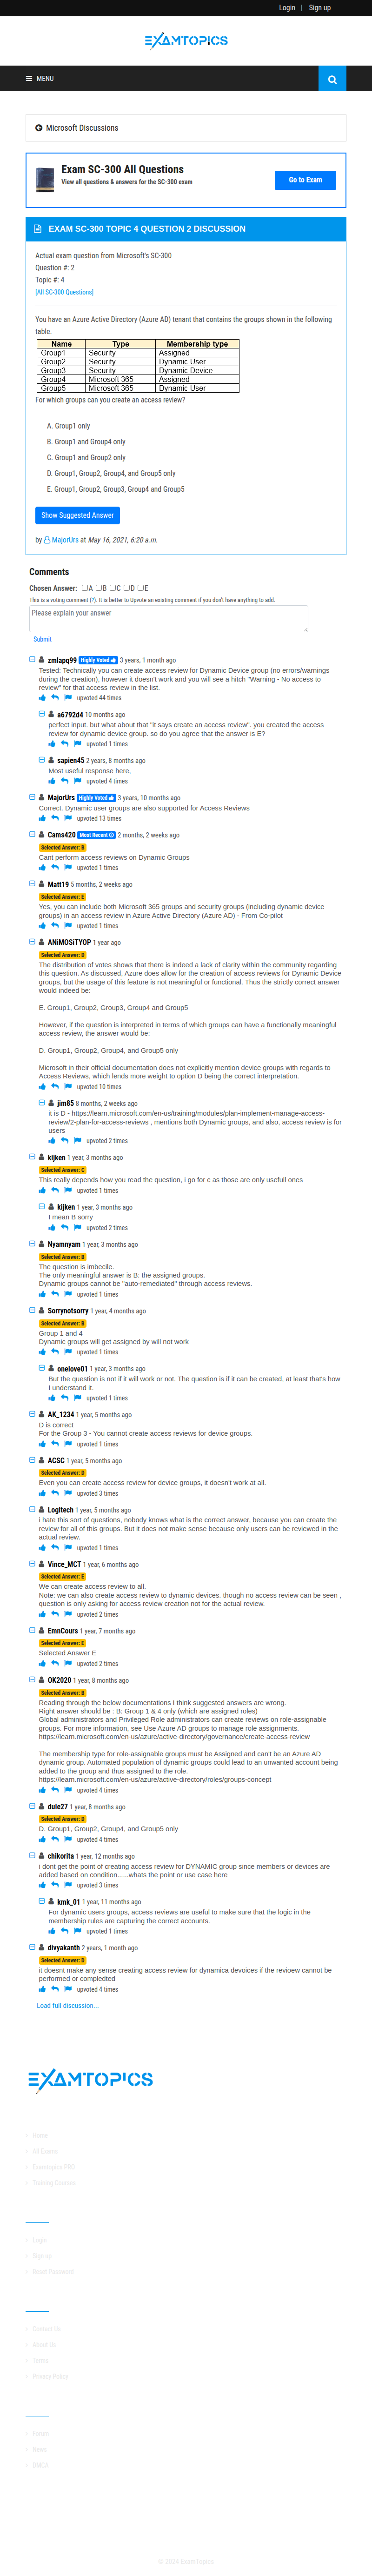 Login | Sign up
EXAMTOPICS
MENU
Microsoft Discussions
Exam SC-300 All Questions
View all questions & answers for the SC-300 exam
Go to Exam
EXAM SC-300 TOPIC 4 QUESTION 2 DISCUSSION
Actual exam question from Microsoft's SC-300
Question #: 2
Topic #: 4
[All SC-300 Questions]
You have an Azure Active Directory (Azure AD) tenant that contains the groups shown in the following
table.
Name Type Membership type
Group1 Security Assigned
Group2 Security Dynamic User
Group3 Security Dynamic Device
Group4 Microsoft 365 Assigned
Group5 Microsoft 365 Dynamic User
For which groups can you create an access review?
A. Group1 only
B. Group1 and Group4 only
C. Group1 and Group2 only
D. Group1, Group2, Group4, and Group5 only
E. Group1, Group2, Group3, Group4 and Group5
Show Suggested Answer
by MajorUrs at May 16, 2021, 6:20 a.m.
Comments
Chosen Answer: A B C D E
This is a voting comment (?). It is better to Upvote an existing comment if you don't have anything to add.
Please explain your answer
Submit
zmlapq99 Highly Voted 3 years, 1 month ago
Tested: Technically you can create access review for Dynamic Device group (no errors/warnings
during the creation), however it doesn't work and you will see a hitch "Warning - No access to
review" for that access review in the list.
upvoted 44 times
a6792d4 10 months ago
perfect input. but what about that "it says create an access review". you created the access
review for dynamic device group. so do you agree that the answer is E?
upvoted 1 times
sapien45 2 years, 8 months ago
Most useful response here,
upvoted 4 times
MajorUrs Highly Voted 3 years, 10 months ago
Correct. Dynamic user groups are also supported for Access Reviews
upvoted 13 times
Cams420 Most Recent 2 months, 2 weeks ago
Selected Answer: B
Cant perform access reviews on Dynamic Groups
upvoted 1 times
Matt19 5 months, 2 weeks ago
Selected Answer: E
Yes, you can include both Microsoft 365 groups and security groups (including dynamic device
groups) in an access review in Azure Active Directory (Azure AD) - From Co-pilot
upvoted 1 times
ANiMOSiTYOP 1 year ago
Selected Answer: D
The distribution of votes shows that there is indeed a lack of clarity within the community regarding
this question. As discussed, Azure does allow for the creation of access reviews for Dynamic Device
groups, but the usage of this feature is not meaningful or functional. Thus the strictly correct answer
would indeed be:
E. Group1, Group2, Group3, Group4 and Group5
However, if the question is interpreted in terms of which groups can have a functionally meaningful
access review, the answer would be:
D. Group1, Group2, Group4, and Group5 only
Microsoft in their official documentation does not explicitly mention device groups with regards to
Access Reviews, which lends more weight to option D being the correct interpretation.
upvoted 10 times
jim85 8 months, 2 weeks ago
it is D - https://learn.microsoft.com/en-us/training/modules/plan-implement-manage-access-
review/2-plan-for-access-reviews , mentions both Dynamic groups, and also, access review is for
users
upvoted 2 times
kijken 1 year, 3 months ago
Selected Answer: C
This really depends how you read the question, i go for c as those are only usefull ones
upvoted 1 times
kijken 1 year, 3 months ago
I mean B sorry
upvoted 2 times
Nyamnyam 1 year, 3 months ago
Selected Answer: B
The question is imbecile.
The only meaningful answer is B: the assigned groups.
Dynamic groups cannot be "auto-remediated" through access reviews.
upvoted 1 times
Sorrynotsorry 1 year, 4 months ago
Selected Answer: B
Group 1 and 4
Dynamic groups will get assigned by will not work
upvoted 1 times
onelove01 1 year, 3 months ago
But the question is not if it will work or not. The question is if it can be created, at least that's how
I understand it.
upvoted 1 times
AK_1234 1 year, 5 months ago
D is correct
For the Group 3 - You cannot create access reviews for device groups.
upvoted 1 times
ACSC 1 year, 5 months ago
Selected Answer: D
Even you can create access review for device groups, it doesn't work at all.
upvoted 3 times
Logitech 1 year, 5 months ago
i hate this sort of questions, nobody knows what is the correct answer, because you can create the
review for all of this groups. But it does not make sense because only users can be reviewed in the
actual review.
upvoted 1 times
Vince_MCT 1 year, 6 months ago
Selected Answer: E
We can create access review to all.
Note: we can also create access review to dynamic devices. though no access review can be seen ,
question is only asking for access review creation not for the actual review.
upvoted 2 times
EmnCours 1 year, 7 months ago
Selected Answer: E
Selected Answer E
upvoted 2 times
OK2020 1 year, 8 months ago
Selected Answer: B
Reading through the below documentations I think suggested answers are wrong.
Right answer should be : B: Group 1 & 4 only (which are assigned roles)
Global administrators and Privileged Role administrators can create reviews on role-assignable
groups. For more information, see Use Azure AD groups to manage role assignments.
https://learn.microsoft.com/en-us/azure/active-directory/governance/create-access-review
The membership type for role-assignable groups must be Assigned and can't be an Azure AD
dynamic group. Automated population of dynamic groups could lead to an unwanted account being
added to the group and thus assigned to the role.
https://learn.microsoft.com/en-us/azure/active-directory/roles/groups-concept
upvoted 4 times
dule27 1 year, 8 months ago
Selected Answer: D
D. Group1, Group2, Group4, and Group5 only
upvoted 4 times
chikorita 1 year, 12 months ago
i dont get the point of creating access review for DYNAMIC group since members or devices are
added based on condition......whats the point or use case here
upvoted 3 times
kmk_01 1 year, 11 months ago
For dynamic users groups, access reviews are useful to make sure that the logic in the
membership rules are capturing the correct accounts.
upvoted 1 times
divyakanth 2 years, 1 month ago
Selected Answer: D
it doesnt make any sense creating access review for dynamica devoices if the revioew cannot be
performed or completed
upvoted 4 times
Load full discussion...
EXAMTOPICS
Home
All Exams
Examtopics PRO
Training Courses
Login
Sign up
Reset Password
Contact Us
About Us
Terms
Privacy Policy
Forum
News
DMCA
© 2024 ExamTopics